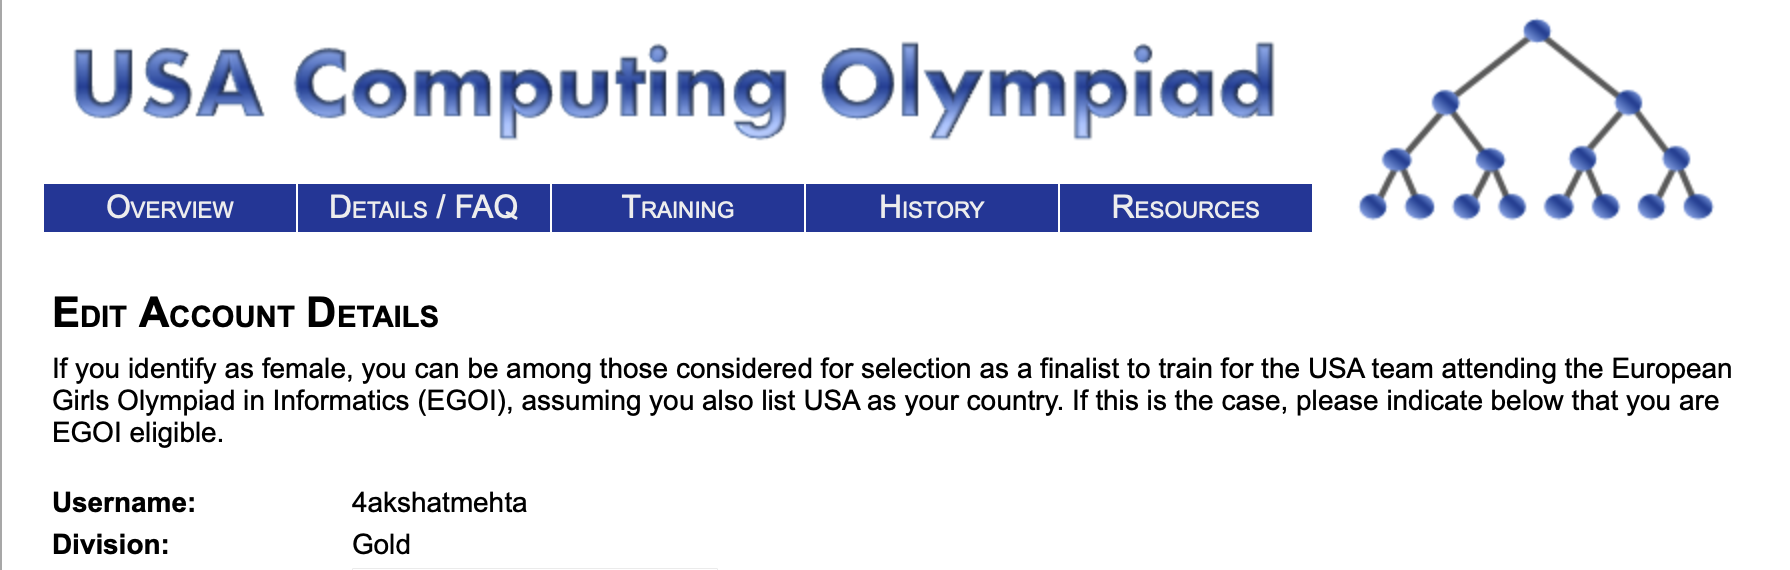 USA Computing Olympiad
OVERVIEW
DETAILS / FAQ
TRAINING
HISTORY
RESOURCES
EDIT ACCOUNT DETAILS
If you identify as female, you can be among those considered for selection as a finalist to train for the USA team attending the European
Girls Olympiad in Informatics (EGOI), assuming you also list USA as your country. If this is the case, please indicate below that you are
EGOI eligible.
Username: 4akshatmehta
Division: Gold